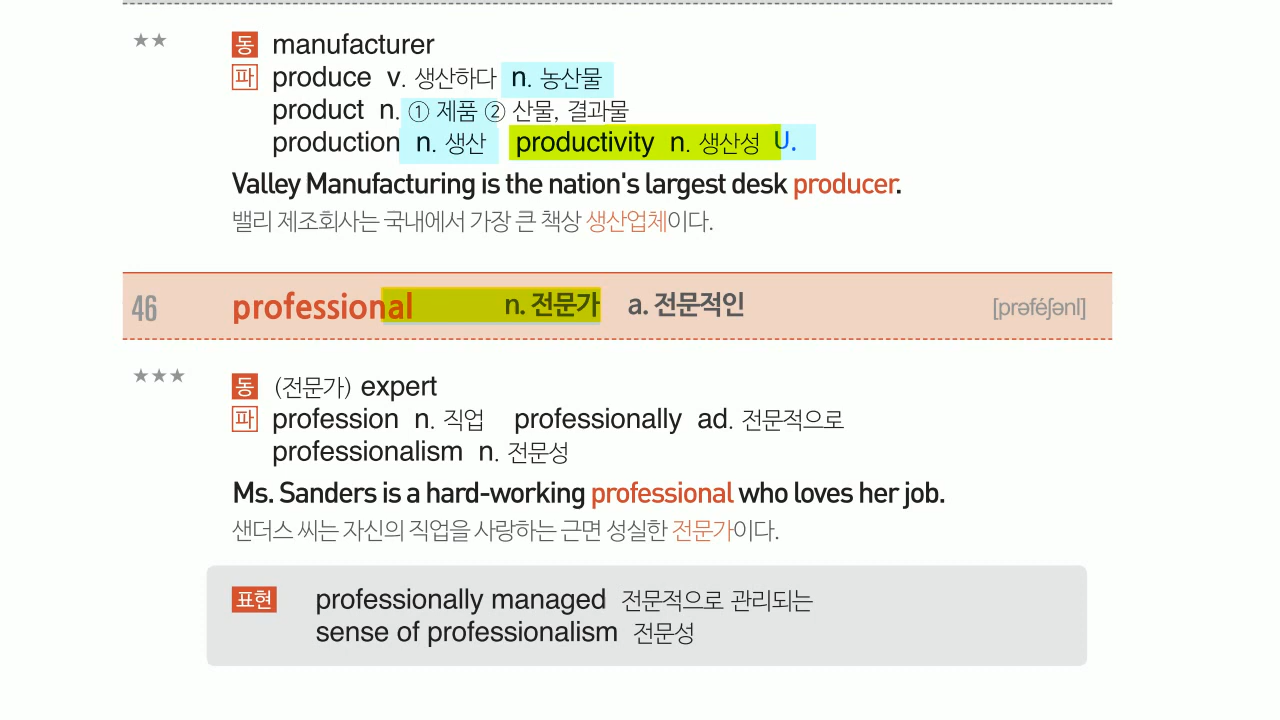 ★★
동 manufacturer
파 produce v. 생산하다 n. 농산물
product n. ① 제품 ② 산물, 결과물
production n. 생산 productivity n. 생산성 U.
Valley Manufacturing is the nation's largest desk producer.
밸리 제조회사는 국내에서 가장 큰 책상 생산업체이다.
46 professional n. 전문가 a. 전문적인 [prəféʃənl]
★★★
동 (전문가) expert
파 profession n. 직업 professionally ad. 전문적으로
professionalism n. 전문성
Ms. Sanders is a hard-working professional who loves her job.
샌더스 씨는 자신의 직업을 사랑하는 근면 성실한 전문가이다.
표현 professionally managed 전문적으로 관리되는
sense of professionalism 전문성